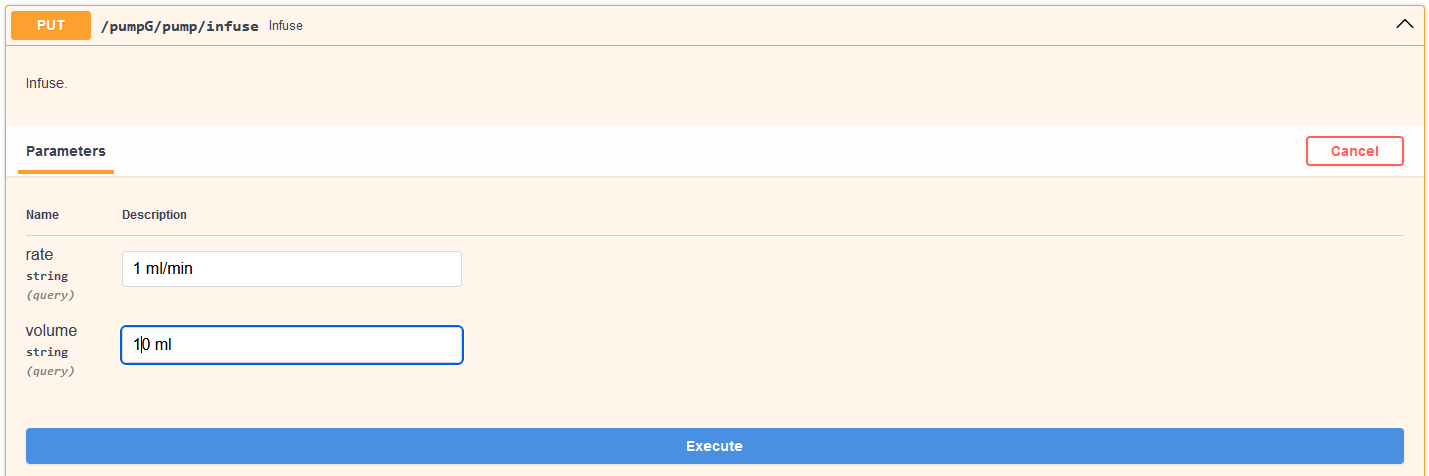 PUT /pumpG/pump/infuse Infuse
Infuse.
Parameters Cancel
Name Description
rate
string
(query)
1 ml/min
volume
string
(query)
10 ml
Execute